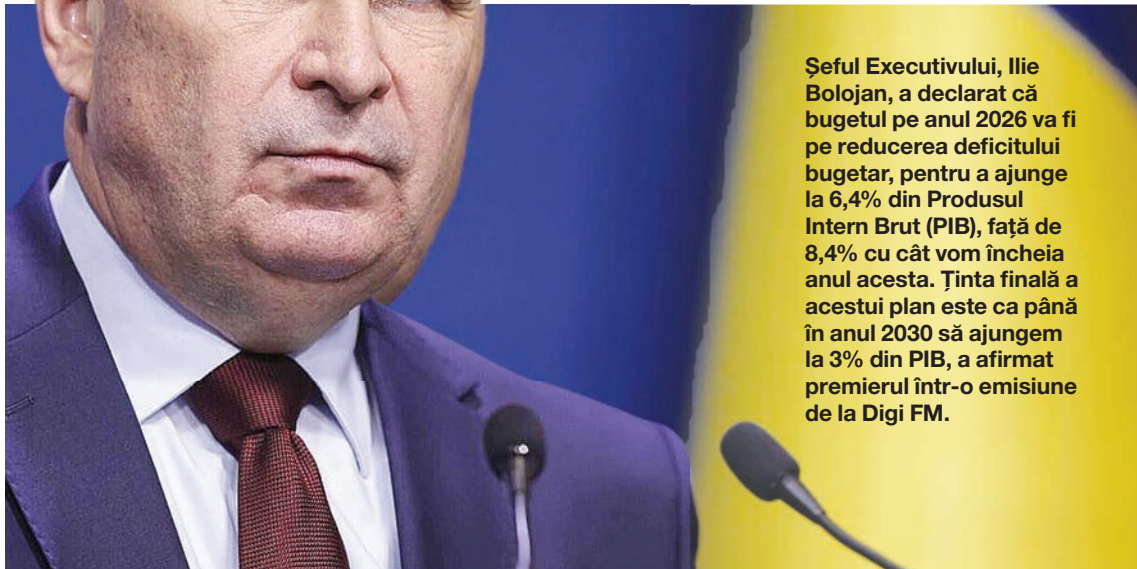 Șeful Executivului, Ilie
Bolojan, a declarat că
bugetul pe anul 2026 va fi
pe reducerea deficitului
bugetar, pentru a ajunge
la 6,4% din Produsul
Intern Brut (PIB), față de
8,4% cu cât vom încheia
anul acesta. Ținta finală a
acestui plan este ca până
în anul 2030 să ajungem
la 3% din PIB, a afirmat
premierul într-o emisiune
de la Digi FM.